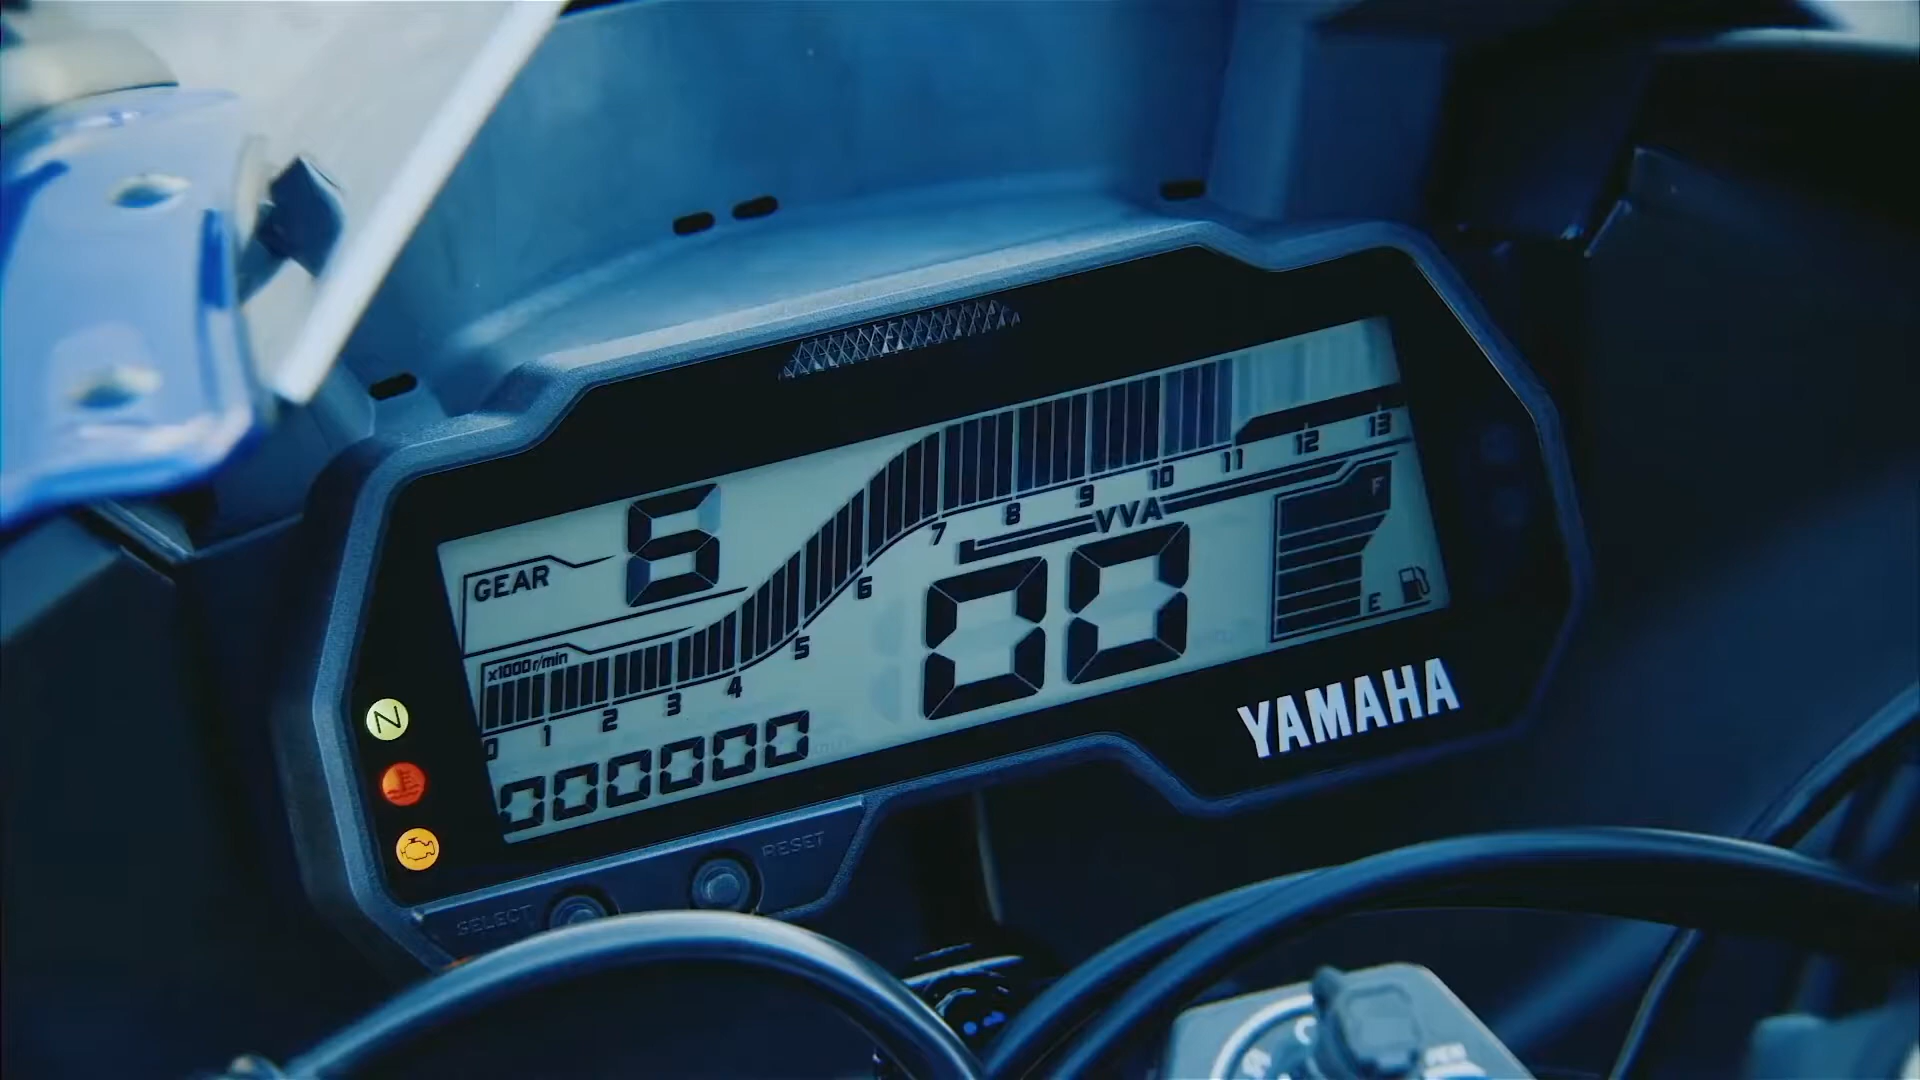 GEAR 6
x1000r/min
0 1 2 3 4 5 6 7 8 9 10 11 12 13
VVA
00
F
E
000000
N
YAMAHA
SELECT
RESET